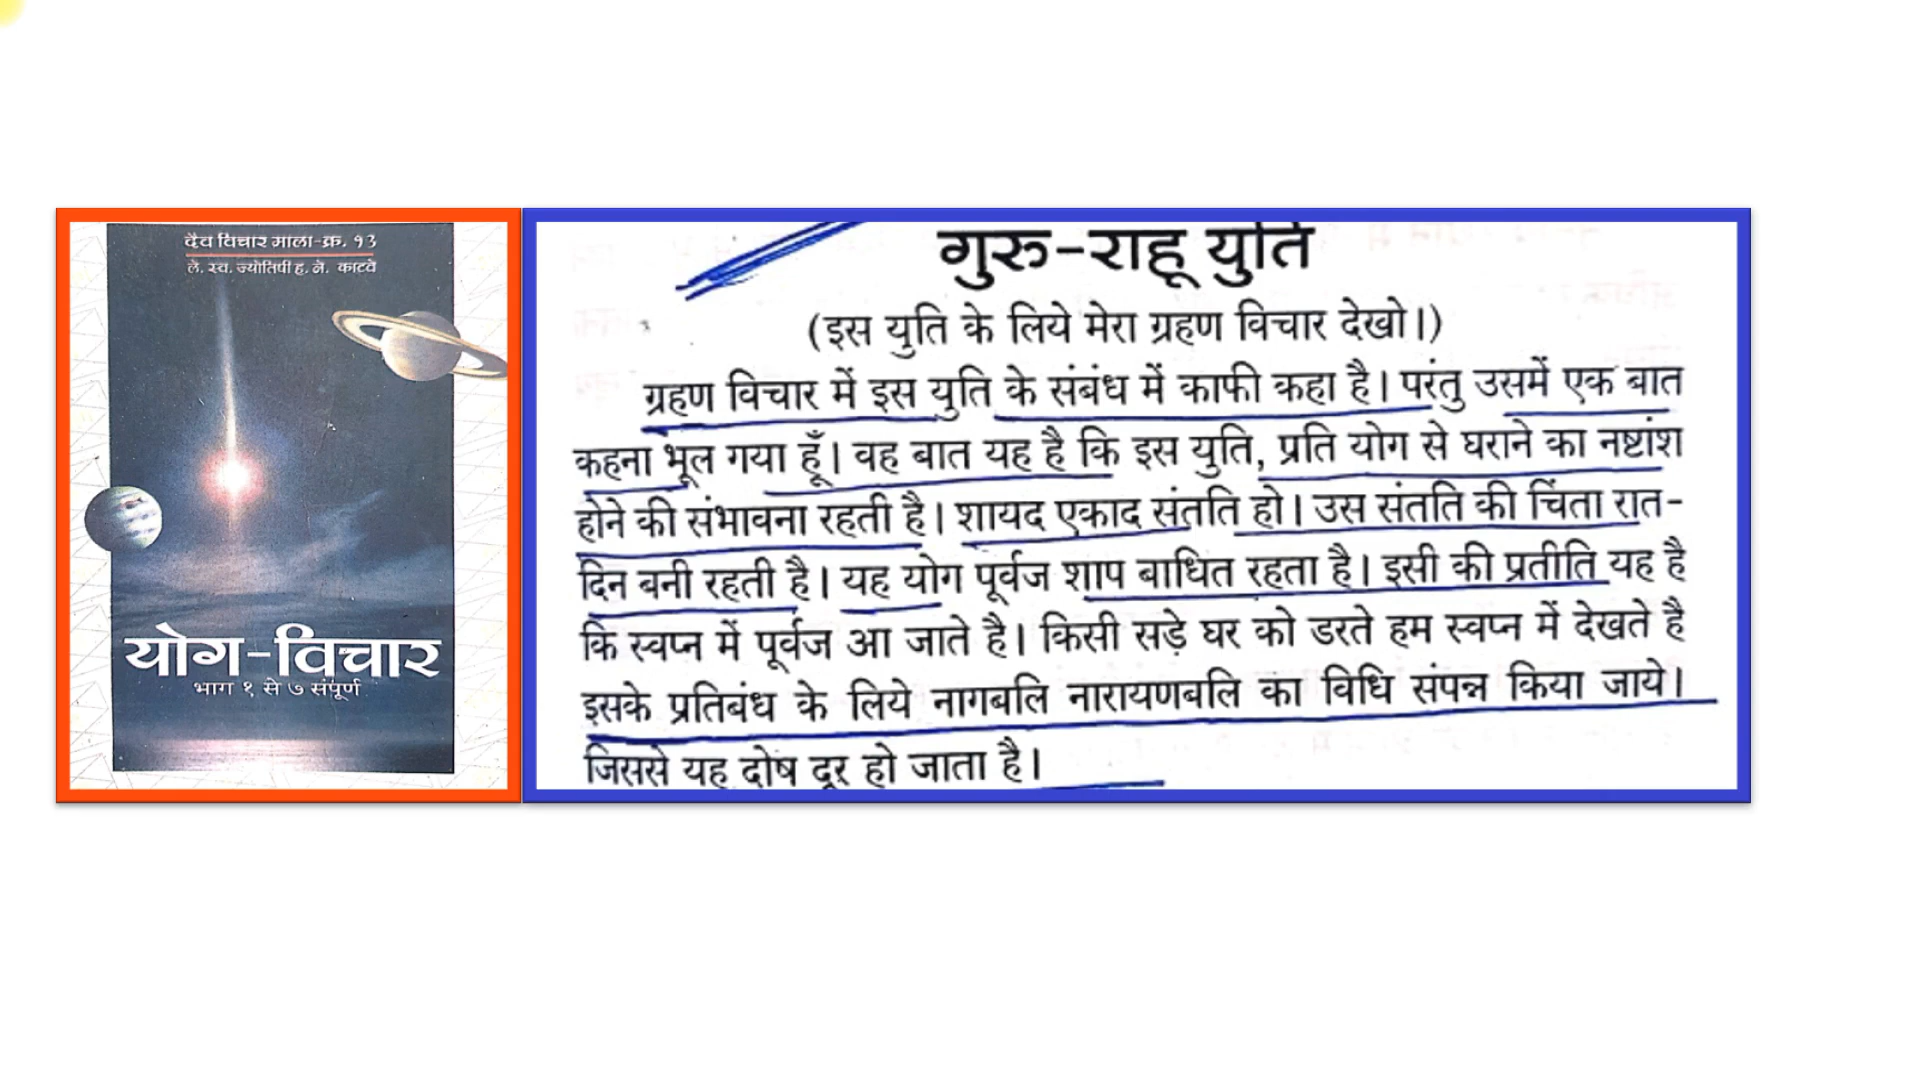 दैव विचार माला-क्र. १३
ले. स्व. ज्योतिषी ह. ने. काटवे
योग-विचार
भाग १ से ७ संपूर्ण
गुरु-राहू युति
(इस युति के लिये मेरा ग्रहण विचार देखो।)
ग्रहण विचार में इस युति के संबंध में काफी कहा है। परंतु उसमें एक बात
कहना भूल गया हूँ। वह बात यह है कि इस युति, प्रति योग से घराने का नष्टांश
होने की संभावना रहती है। शायद एकाद संतति हो। उस संतति की चिंता रात-
दिन बनी रहती है। यह योग पूर्वज शाप बाधित रहता है। इसी की प्रतीति यह है
कि स्वप्न में पूर्वज आ जाते है। किसी सड़े घर को डरते हम स्वप्न में देखते है
इसके प्रतिबंध के लिये नागबलि नारायणबलि का विधि संपन्न किया जाये।
जिससे यह दोष दूर हो जाता है।